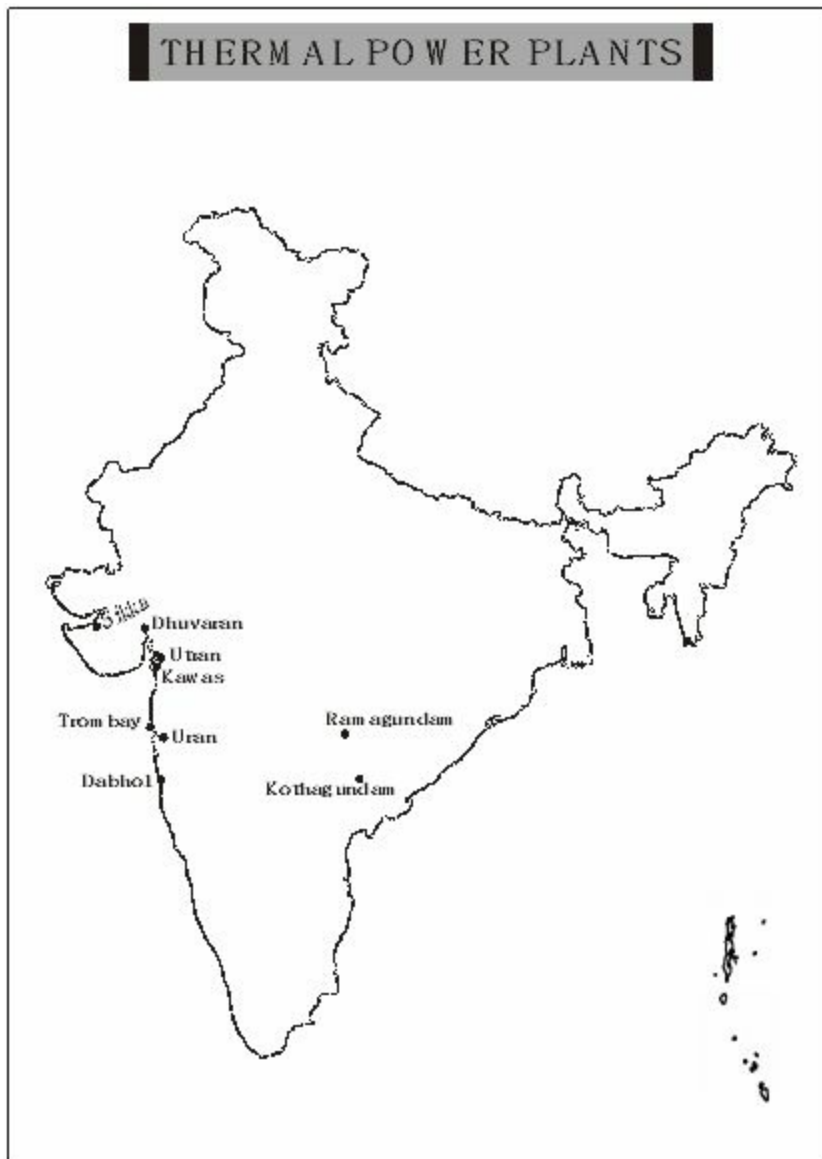 THERMAL POWER PLANTS
Sikka
Dhuvaran
Utran
Kawas
Trombay
Uran
Ramagundam
Dabhol
Kothagundam